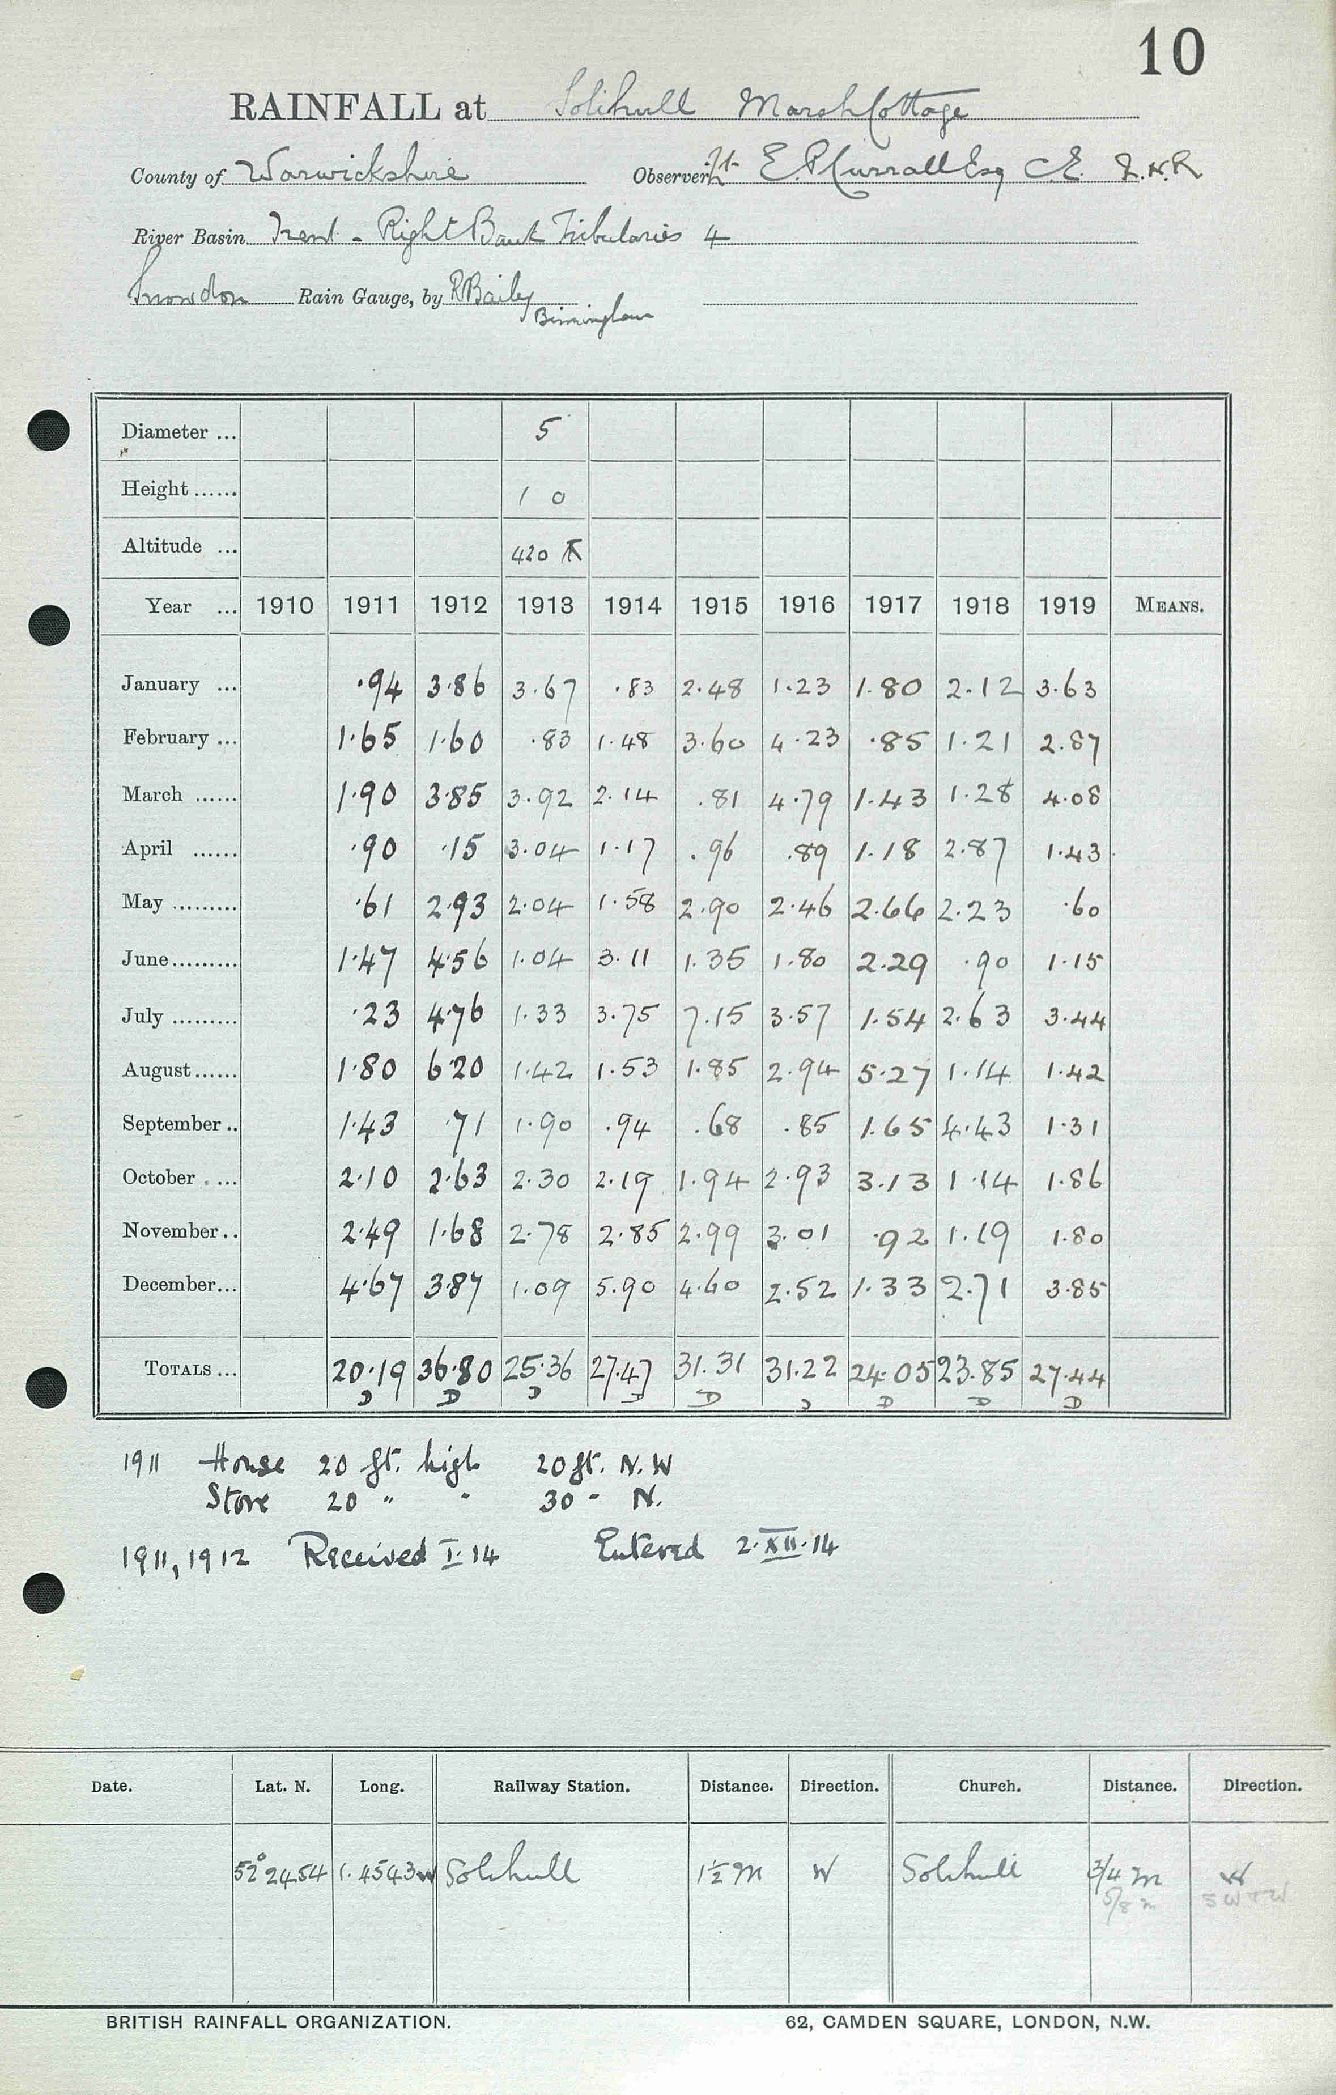 10
RAINFALL at Solihull Marsh Cottage
County of Warwickshire Observer Lt. E. P. Currall Esq C.E. R.N.R
River Basin Trent - Right Bank Tributaries 4
Snowdon Rain Gauge, by R Baily
Birmingham
Diameter ... 5
Height ...... 1 0
Altitude ... 420
Year ... 1910 1911 1912 1913 1914 1915 1916 1917 1918 1919 MEANS.
January ... .94 3.86 3.67 .83 2.48 1.23 1.80 2.12 3.63
February ... 1.65 1.60 .83 1.48 3.60 4.23 .85 1.21 2.87
March ...... 1.90 3.85 3.92 2.14 .81 4.79 1.43 1.28 4.08
April ...... .90 .15 3.04 1.17 .96 .89 1.18 2.87 1.43
May ......... .61 2.93 2.04 1.58 2.90 2.46 2.66 2.23 .60
June......... 1.47 4.56 1.04 3.11 1.35 1.80 2.29 .90 1.15
July ......... .23 4.76 1.33 3.75 7.15 3.57 1.54 2.63 3.44
August...... 1.80 6.20 1.42 1.53 1.85 2.94 5.27 1.14 1.42
September .. 1.43 .71 1.90 .94 .68 .85 1.65 4.43 1.31
October .... 2.10 2.63 2.30 2.19 1.94 2.93 3.13 1.14 1.86
November .. 2.49 1.68 2.78 2.85 2.99 3.01 .92 1.19 1.80
December... 4.67 3.87 1.09 5.90 4.60 2.52 1.33 2.71 3.85
TOTALS ... 20.19 36.80 25.36 27.47 31.31 31.22 24.05 23.85 27.44
D D D D D D D D D
1911 House 20 ft. high 20 ft. N.W
Store 20 " " 30 " N.
1911, 1912 Received I.14 Entered 2.XII.14
Date. Lat. N. Long. Railway Station. Distance. Direction. Church. Distance. Direction.
52° 24 54 1.45 43 W Solihull 1½ m W Solihull 3/4 m W
5/8 m SWTW
BRITISH RAINFALL ORGANIZATION. 62, CAMDEN SQUARE, LONDON, N.W.